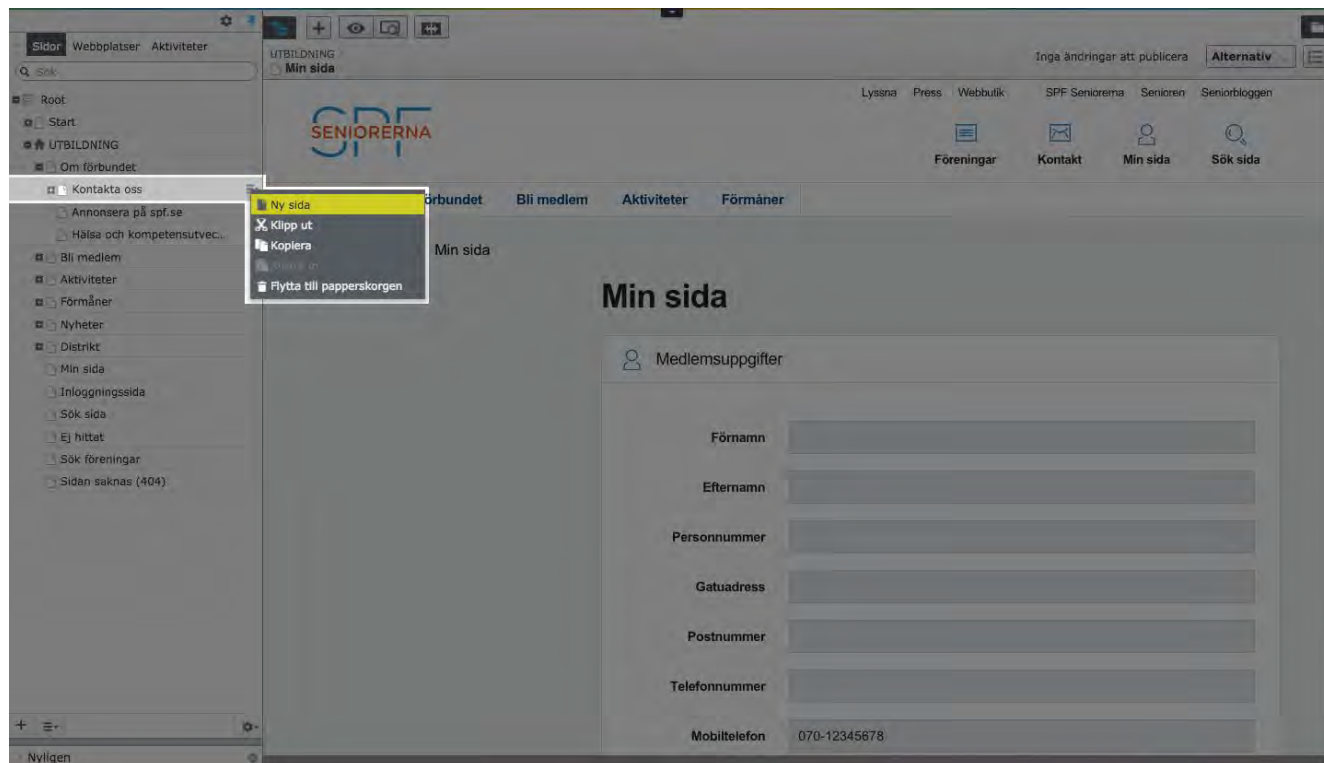 Sidor Webbplatser Aktiviteter
Sök
Root
Start
UTBILDNING
Om förbundet
Kontakta oss
Annonsera på spf.se
Hälsa och kompetensutvec...
Bli medlem
Aktiviteter
Förmåner
Nyheter
Distrikt
Min sida
Inloggningssida
Sök sida
Ej hittat
Sök föreningar
Sidan saknas (404)
Nyligen
Ny sida
Klipp ut
Kopiera
Flytta till papperskorgen
UTBILDNING
Min sida
Inga ändringar att publicera Alternativ
Lyssna Press Webbutik SPF Seniorerna Senioren Seniorbloggen
SPF
SENIORERNA
Föreningar Kontakt Min sida Sök sida
örbundet Bli medlem Aktiviteter Förmåner
Min sida
Min sida
Medlemsuppgifter
Förnamn
Efternamn
Personnummer
Gatuadress
Postnummer
Telefonnummer
Mobiltelefon 070-12345678